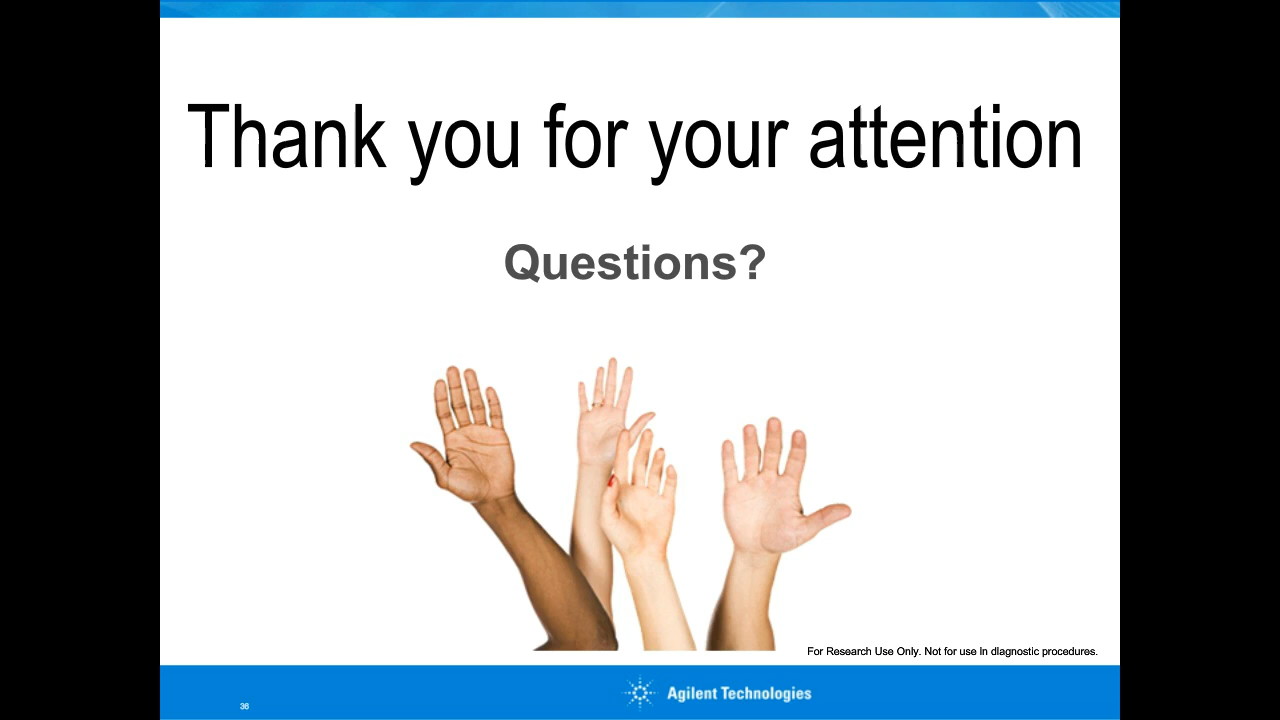 Thank you for your attention
Questions?
For Research Use Only. Not for use in diagnostic procedures.
36
Agilent Technologies